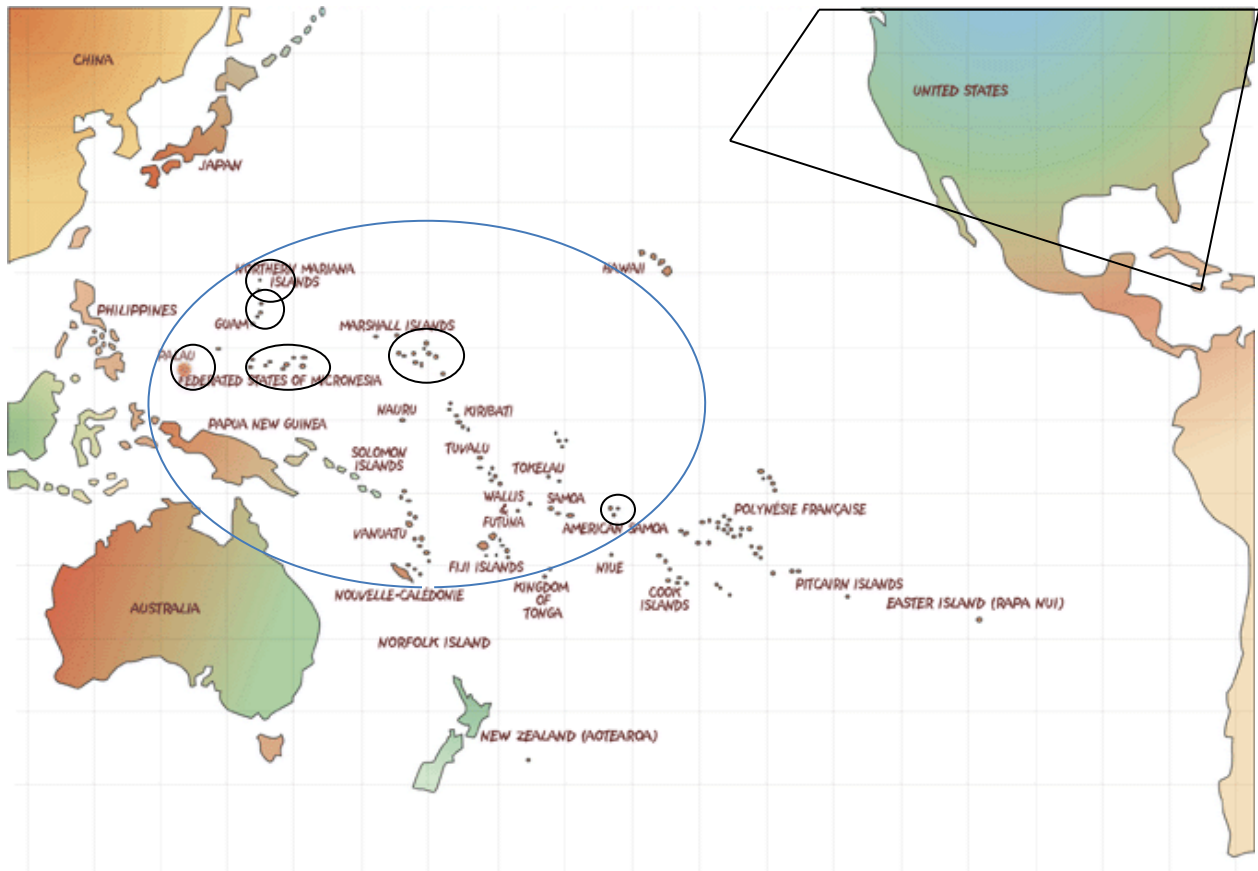 CHINA
UNITED STATES
JAPAN
NORTHERN MARIANA
ISLANDS
HAWAII
PHILIPPINES
GUAM
MARSHALL ISLANDS
PALAU
FEDERATED STATES OF MICRONESIA
NAURU
KIRIBATI
PAPUA NEW GUINEA
SOLOMON
ISLANDS
TUVALU
TOKELAU
WALLIS
&
FUTUNA
SAMOA
AMERICAN SAMOA
POLYNÉSIE FRANÇAISE
VANUATU
FIJI ISLANDS
NIUE
NOUVELLE-CALÉDONIE
KINGDOM
OF
TONGA
COOK
ISLANDS
PITCAIRN ISLANDS
EASTER ISLAND (RAPA NUI)
AUSTRALIA
NORFOLK ISLAND
NEW ZEALAND (AOTEAROA)